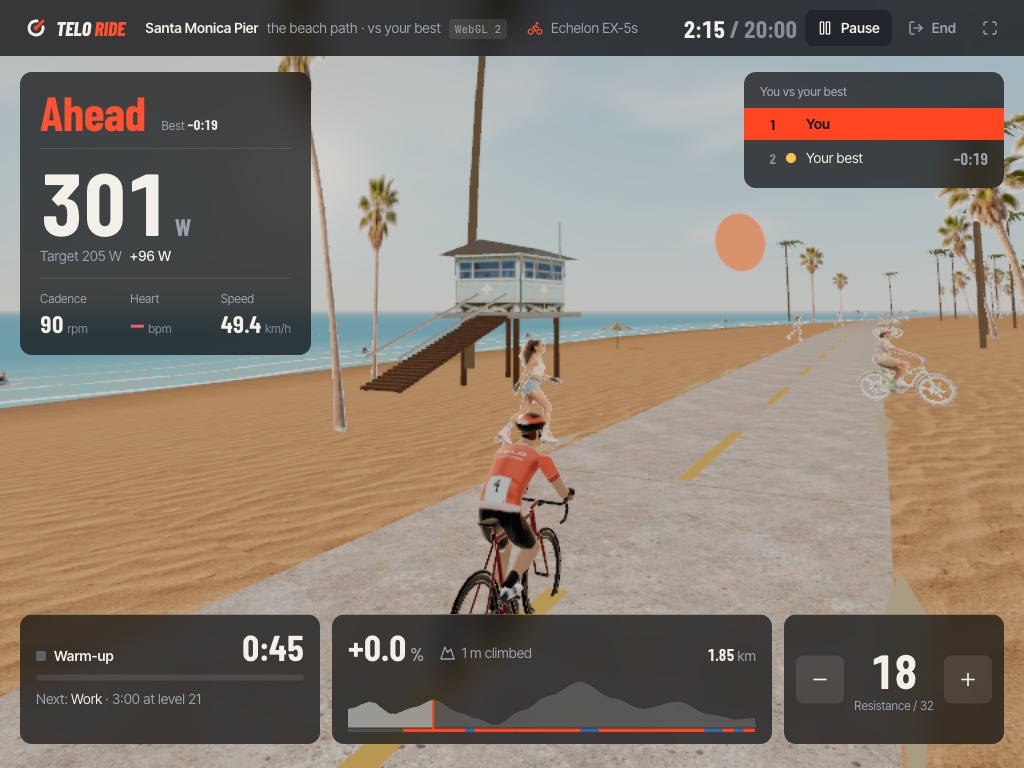 TELO RIDE Santa Monica Pier the beach path · vs your best WebGL 2 Echelon EX-5s 2:15 / 20:00 Pause End
Ahead Best −0:19
301 W
Target 205 W +96 W
Cadence Heart Speed
90 rpm — bpm 49.4 km/h
You vs your best
1 You
2 Your best −0:19
Warm-up 0:45
Next: Work · 3:00 at level 21
+0.0 % 1 m climbed 1.85 km
− 18 +
Resistance / 32